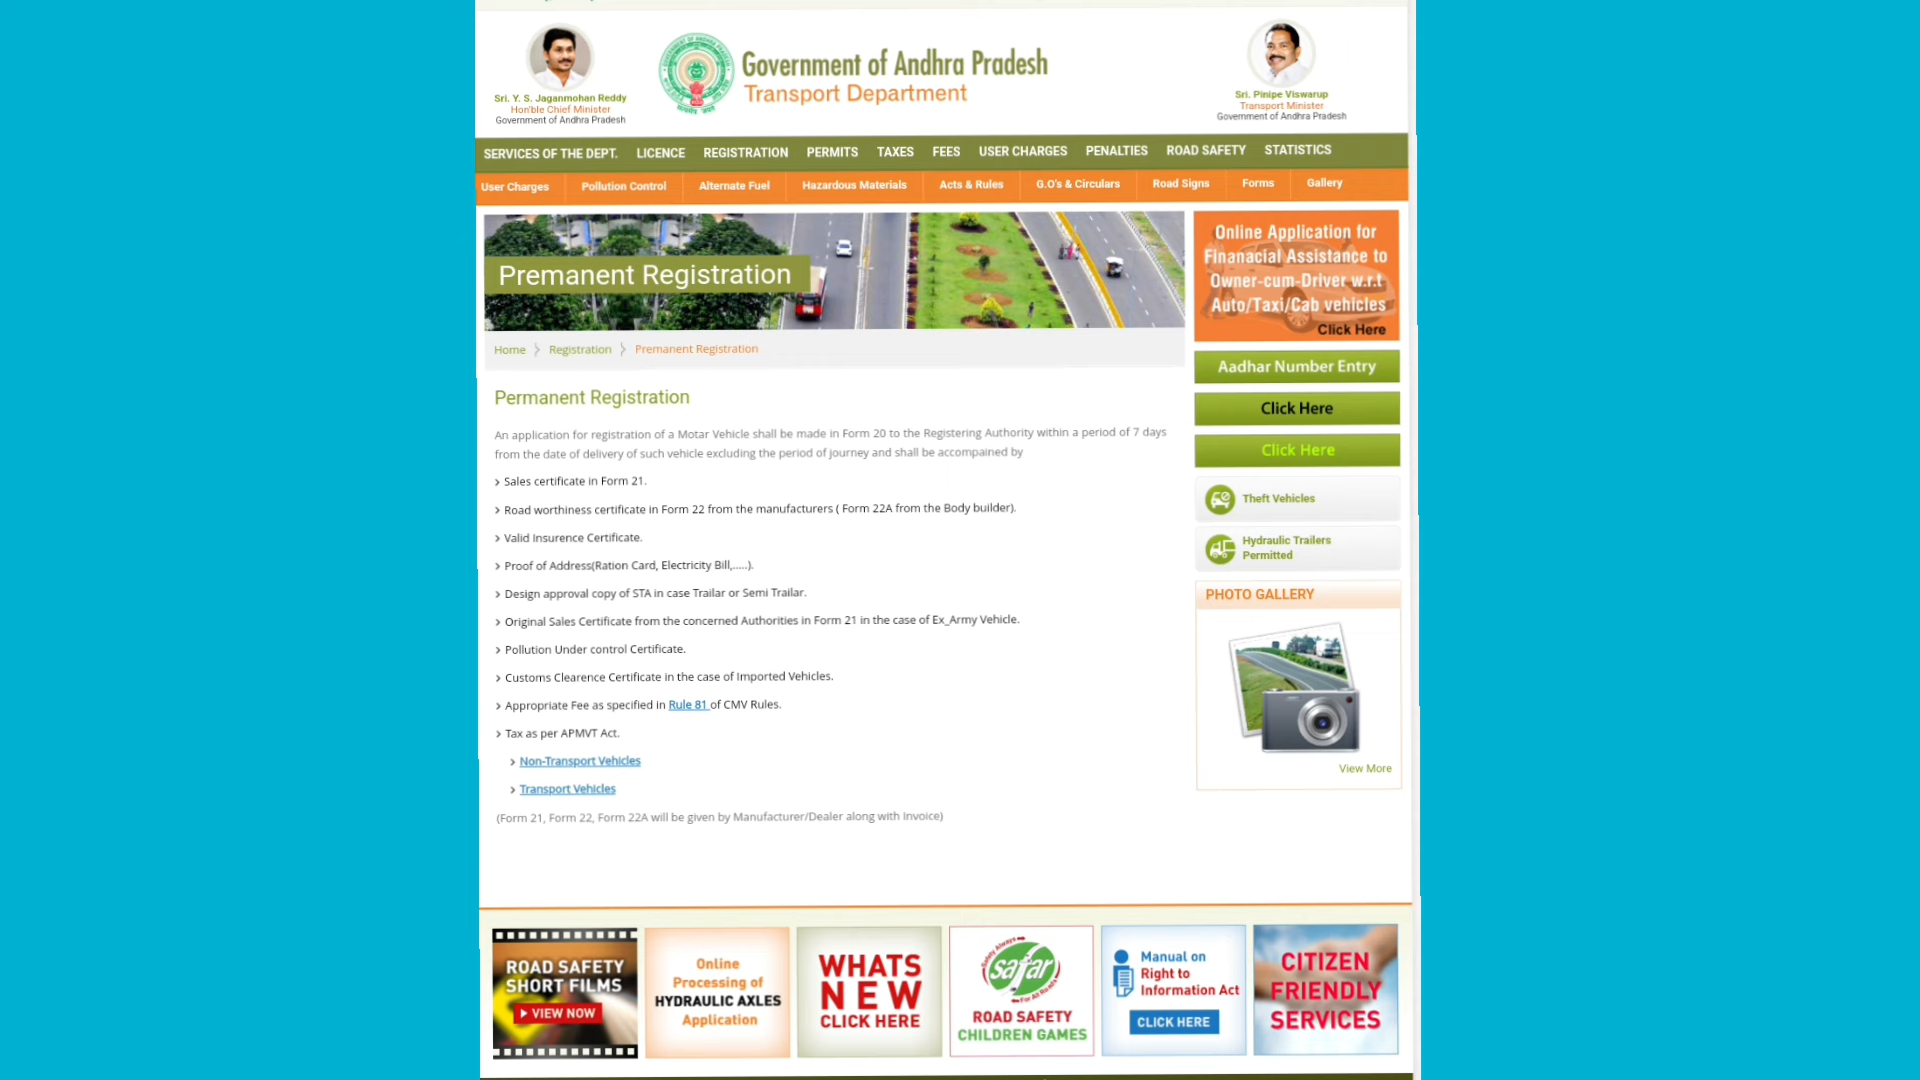 Sri. Y. S. Jaganmohan Reddy
Hon'ble Chief Minister
Government of Andhra Pradesh
Government of Andhra Pradesh
Transport Department
Sri. Pinipe Viswarup
Transport Minister
Government of Andhra Pradesh
SERVICES OF THE DEPT. LICENCE REGISTRATION PERMITS TAXES FEES USER CHARGES PENALTIES ROAD SAFETY STATISTICS
User Charges Pollution Control Alternate Fuel Hazardous Materials Acts & Rules G.O's & Circulars Road Signs Forms Gallery
Premanent Registration
Home Registration Premanent Registration
Permanent Registration
An application for registration of a Motar Vehicle shall be made in Form 20 to the Registering Authority within a period of 7 days
from the date of delivery of such vehicle excluding the period of journey and shall be accompained by
Sales certificate in Form 21.
Road worthiness certificate in Form 22 from the manufacturers ( Form 22A from the Body builder).
Valid Insurence Certificate.
Proof of Address(Ration Card, Electricity Bill,.....).
Design approval copy of STA in case Trailar or Semi Trailar.
Original Sales Certificate from the concerned Authorities in Form 21 in the case of Ex_Army Vehicle.
Pollution Under control Certificate.
Customs Clearence Certificate in the case of Imported Vehicles.
Appropriate Fee as specified in Rule 81 of CMV Rules.
Tax as per APMVT Act.
Non-Transport Vehicles
Transport Vehicles
(Form 21, Form 22, Form 22A will be given by Manufacturer/Dealer along with Invoice)
Online Application for
Finanacial Assistance to
Owner-cum-Driver w.r.t
Auto/Taxi/Cab vehicles
Click Here
Aadhar Number Entry
Click Here
Click Here
Theft Vehicles
Hydraulic Trailers
Permitted
PHOTO GALLERY
View More
ROAD SAFETY
SHORT FILMS
VIEW NOW
Online
Processing of
HYDRAULIC AXLES
Application
WHATS
NEW
CLICK HERE
Safety Always
safar
For All Roads
ROAD SAFETY
CHILDREN GAMES
Manual on
Right to
Information Act
CLICK HERE
CITIZEN
FRIENDLY
SERVICES